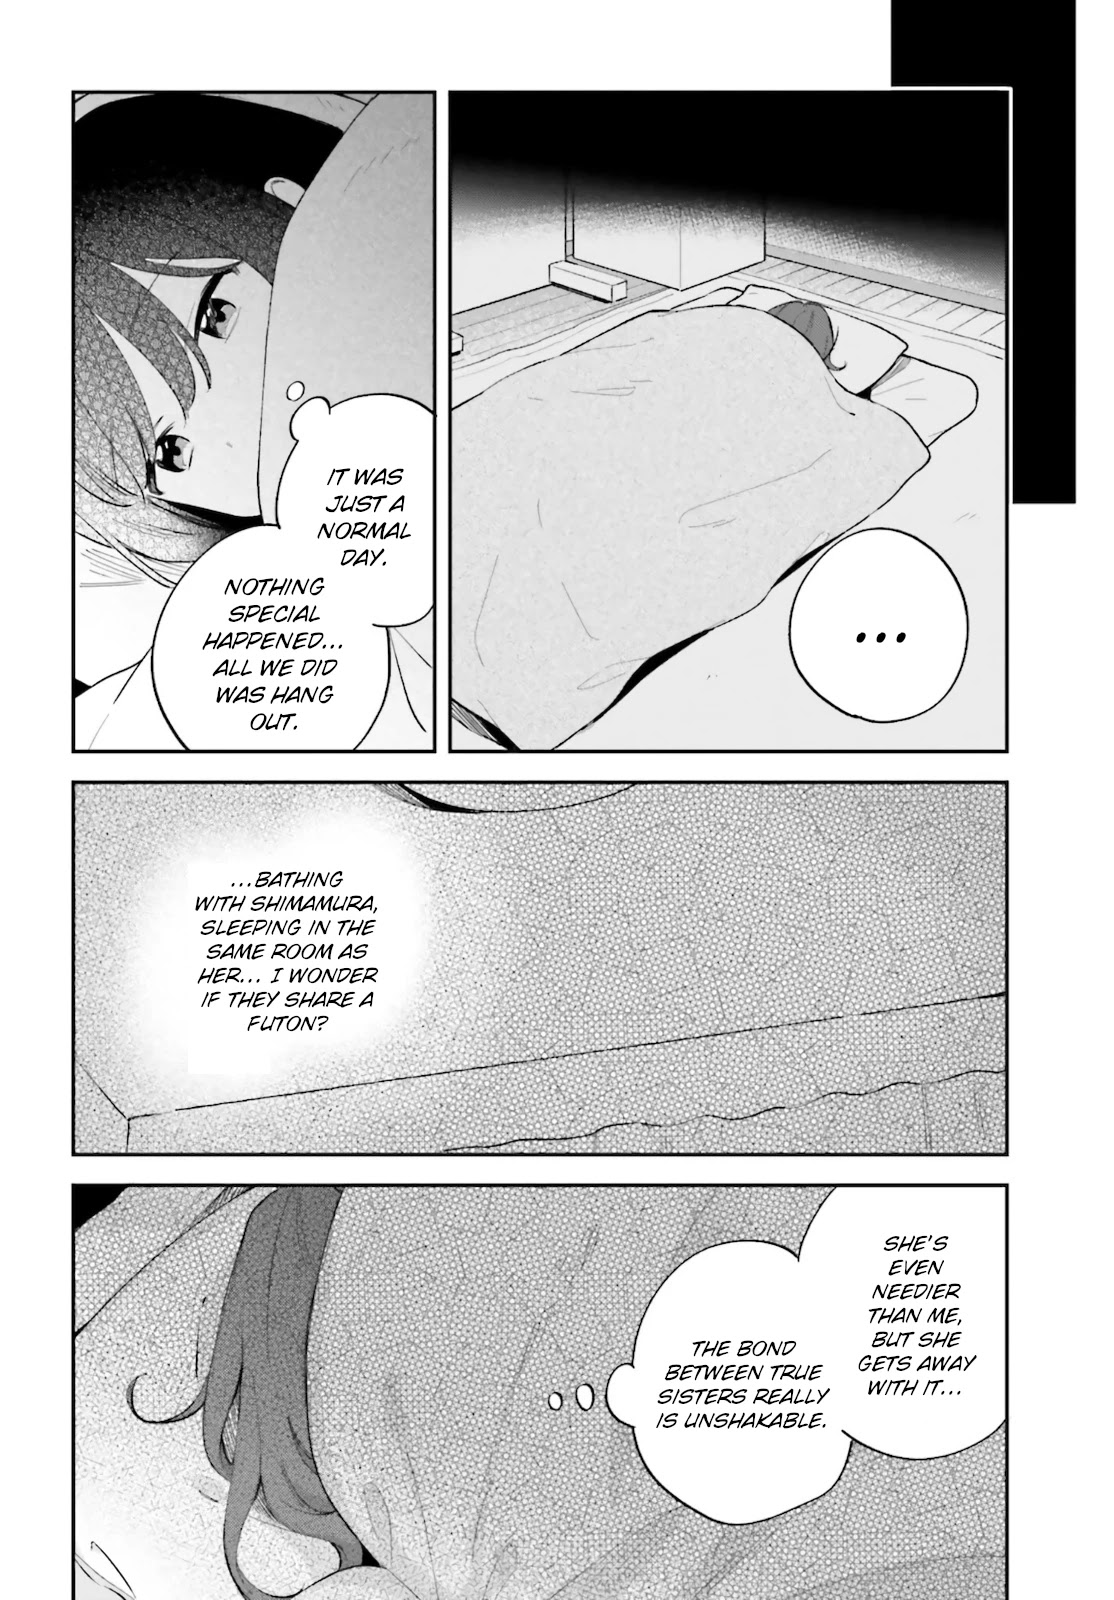 ...
IT WAS
JUST A
NORMAL
DAY.
NOTHING
SPECIAL
HAPPENED...
ALL WE DID
WAS HANG
OUT.
...BATHING
WITH SHIMAMURA,
SLEEPING IN THE
SAME ROOM AS
HER... I WONDER
IF THEY SHARE A
FUTON?
SHE'S
EVEN
NEEDIER
THAN ME,
BUT SHE
GETS AWAY
WITH IT...
THE BOND
BETWEEN TRUE
SISTERS REALLY
IS UNSHAKABLE.